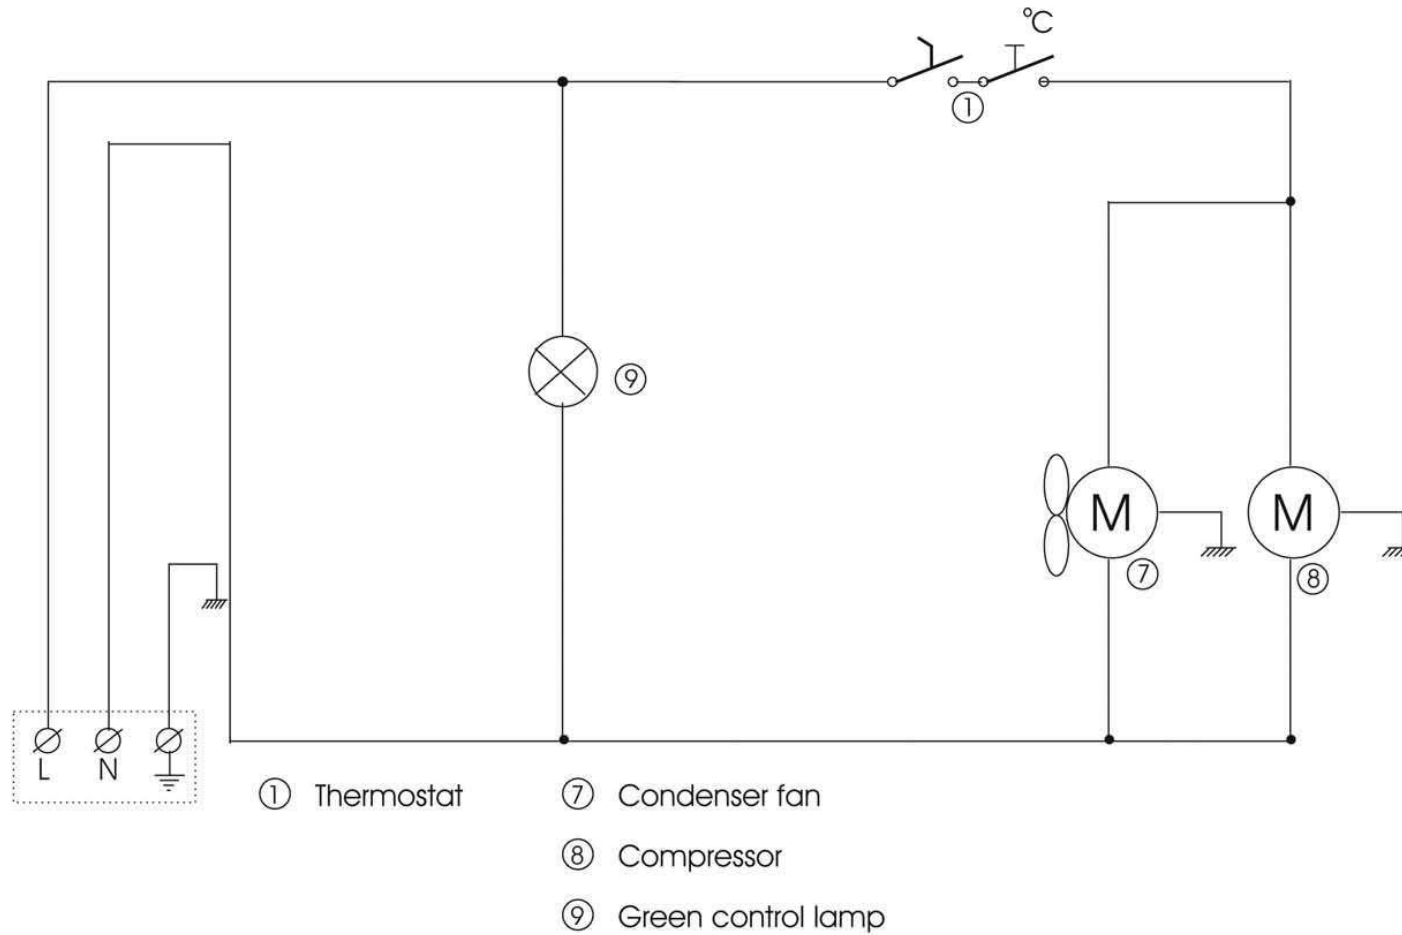 °C
①
⑨
M
M
⑦
⑧
L N
① Thermostat
⑦ Condenser fan
⑧ Compressor
⑨ Green control lamp